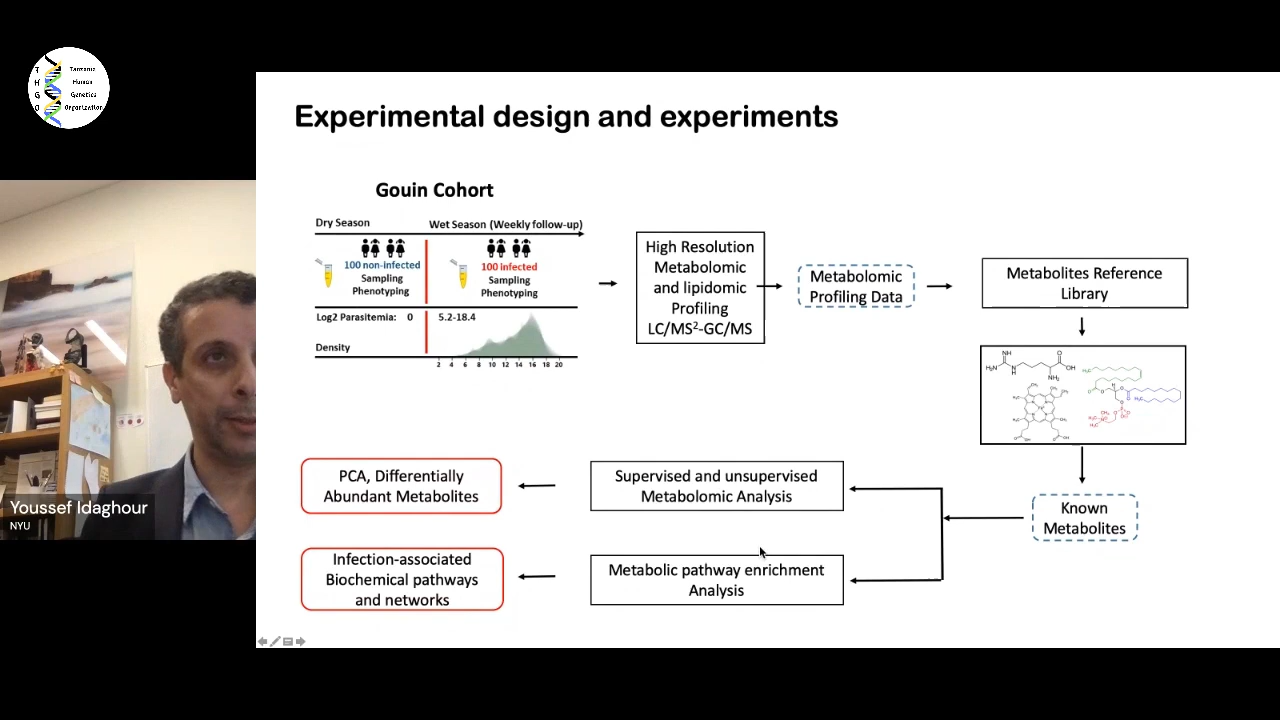 T Tanzania
H Human
G Genetics
O Organization
Experimental design and experiments
Gouin Cohort
Dry Season
Wet Season (Weekly follow-up)
100 non-infected
Sampling
Phenotyping
100 infected
Sampling
Phenotyping
Log2 Parasitemia: 0
5.2-18.4
Density
2 4 6 8 10 12 14 16 18 20
High Resolution
Metabolomic
and lipidomic
Profiling
LC/MS²-GC/MS
Metabolomic
Profiling Data
Metabolites Reference
Library
Known
Metabolites
Supervised and unsupervised
Metabolomic Analysis
PCA, Differentially
Abundant Metabolites
Metabolic pathway enrichment
Analysis
Infection-associated
Biochemical pathways
and networks
Youssef Idaghour
NYU